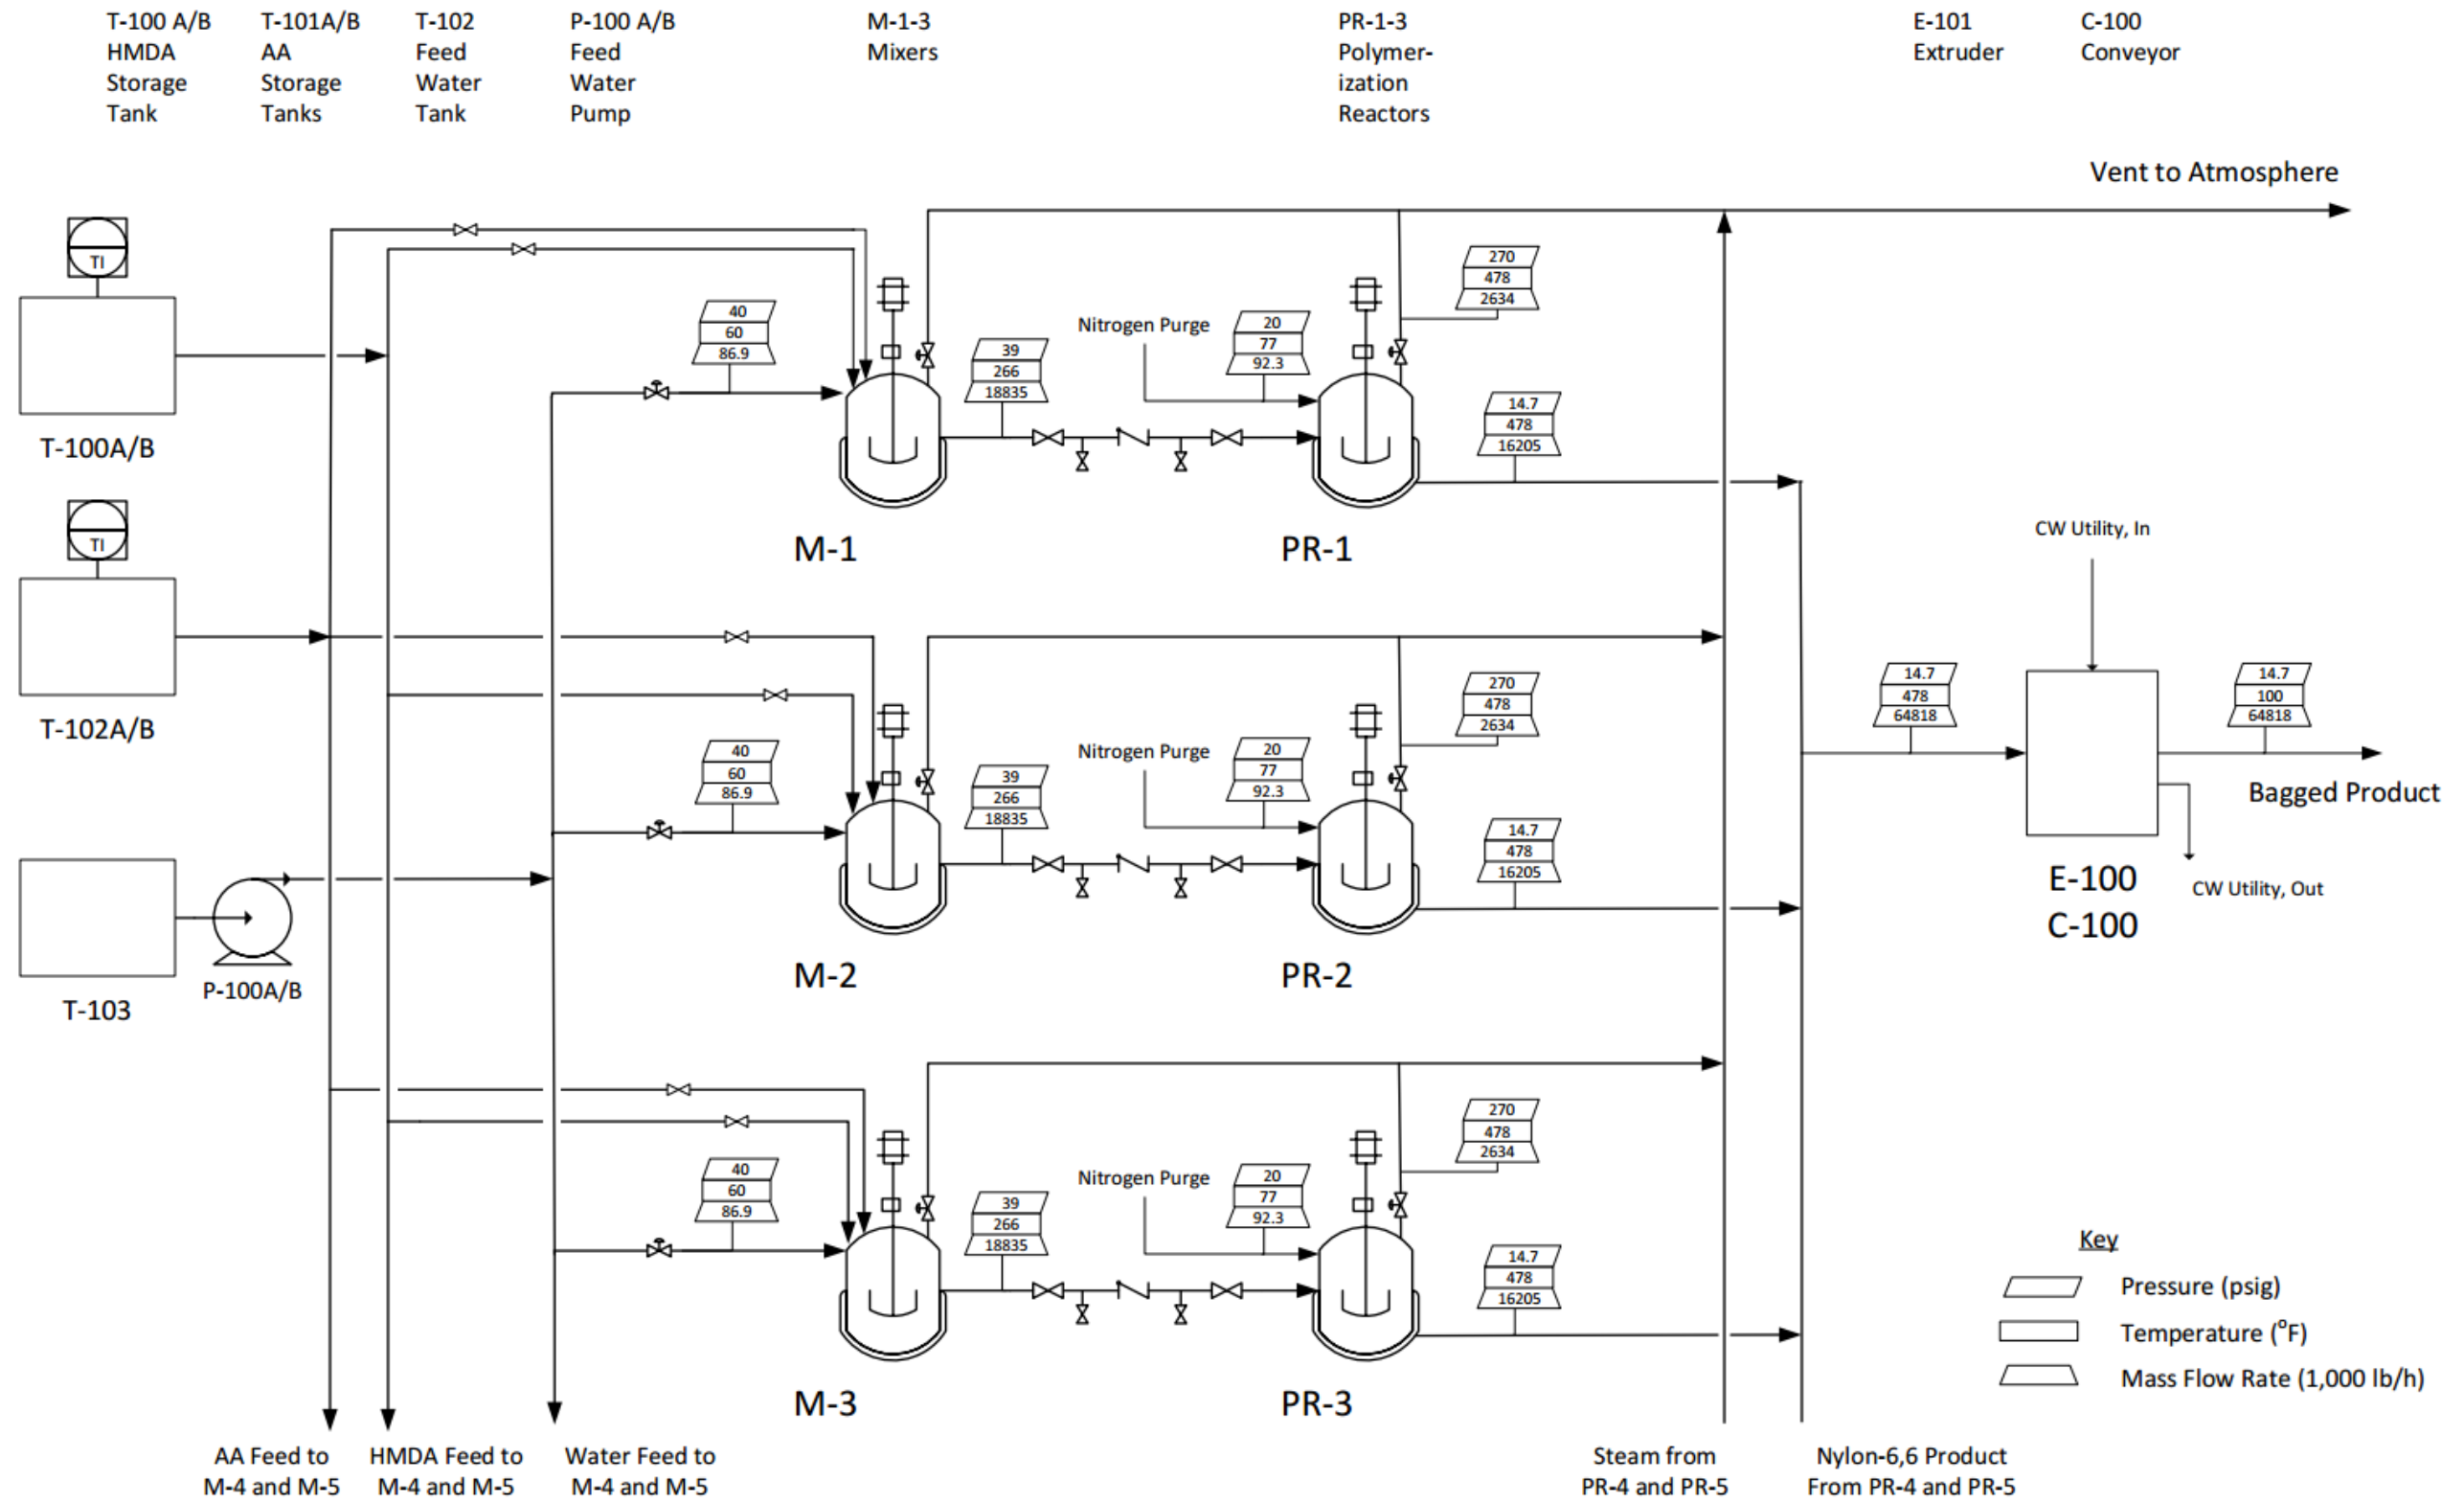 T-100 A/B
HMDA
Storage
Tank
T-101A/B
AA
Storage
Tanks
T-102
Feed
Water
Tank
P-100 A/B
Feed
Water
Pump
M-1-3
Mixers
PR-1-3
Polymer-
ization
Reactors
E-101
Extruder
C-100
Conveyor
Vent to Atmosphere
TI
T-100A/B
40
60
86.9
39
266
18835
Nitrogen Purge
20
77
92.3
270
478
2634
14.7
478
16205
M-1
PR-1
TI
T-102A/B
40
60
86.9
39
266
18835
Nitrogen Purge
20
77
92.3
270
478
2634
14.7
478
16205
M-2
PR-2
T-103
P-100A/B
CW Utility, In
14.7
478
64818
14.7
100
64818
Bagged Product
E-100
C-100
CW Utility, Out
40
60
86.9
39
266
18835
Nitrogen Purge
20
77
92.3
270
478
2634
14.7
478
16205
M-3
PR-3
Key
Pressure (psig)
Temperature (°F)
Mass Flow Rate (1,000 lb/h)
AA Feed to
M-4 and M-5
HMDA Feed to
M-4 and M-5
Water Feed to
M-4 and M-5
Steam from
PR-4 and PR-5
Nylon-6,6 Product
From PR-4 and PR-5